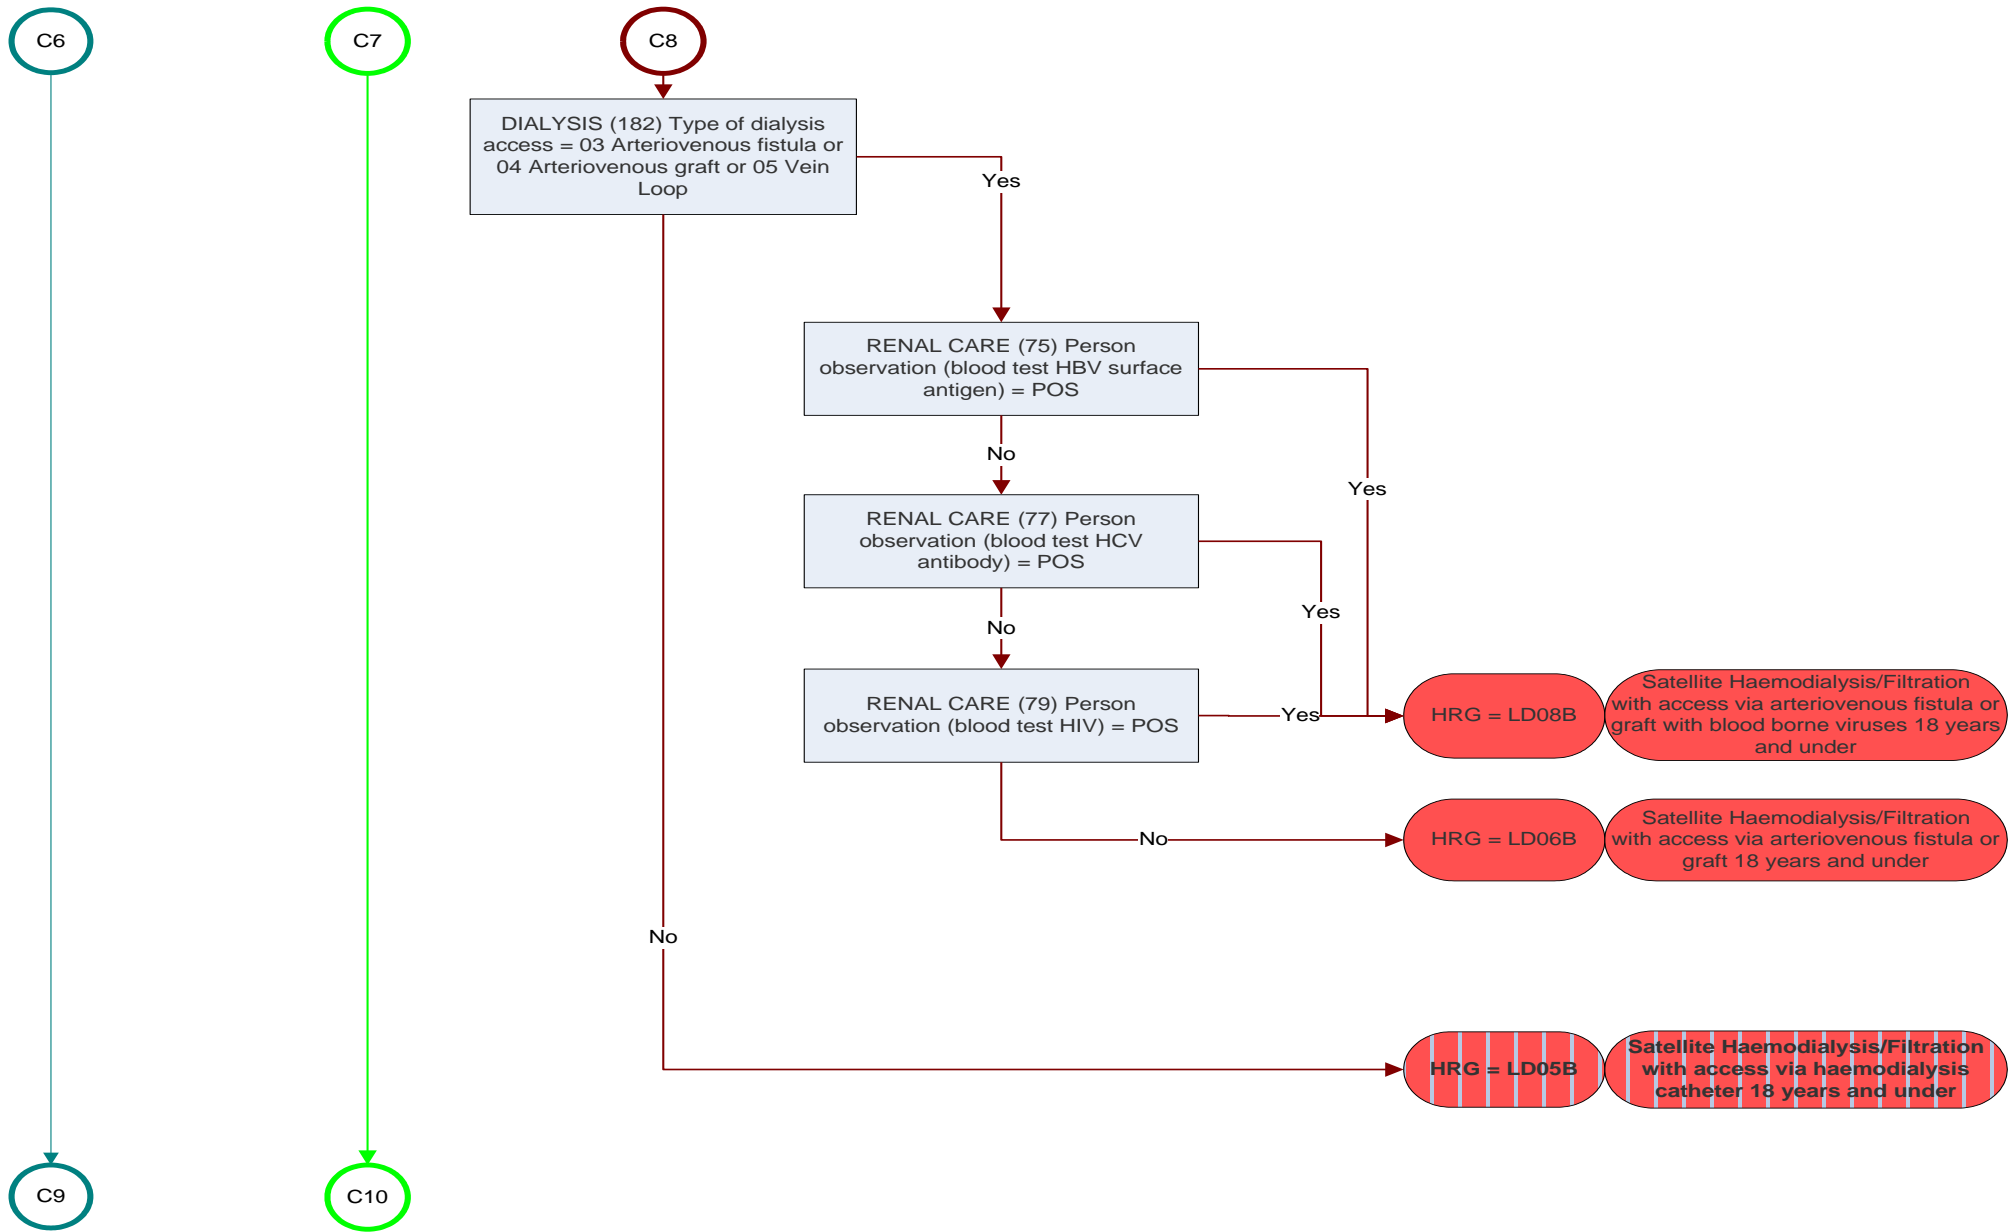 C6
C7
C8
DIALYSIS (182) Type of dialysis
access = 03 Arteriovenous fistula or
04 Arteriovenous graft or 05 Vein
Loop
Yes
RENAL CARE (75) Person
observation (blood test HBV surface
antigen) = POS
No
Yes
RENAL CARE (77) Person
observation (blood test HCV
antibody) = POS
Yes
No
RENAL CARE (79) Person
observation (blood test HIV) = POS
Yes
HRG = LD08B
Satellite Haemodialysis/Filtration
with access via arteriovenous fistula or
graft with blood borne viruses 18 years
and under
No
HRG = LD06B
Satellite Haemodialysis/Filtration
with access via arteriovenous fistula or
graft 18 years and under
No
HRG = LD05B
Satellite Haemodialysis/Filtration
with access via haemodialysis
catheter 18 years and under
C9
C10